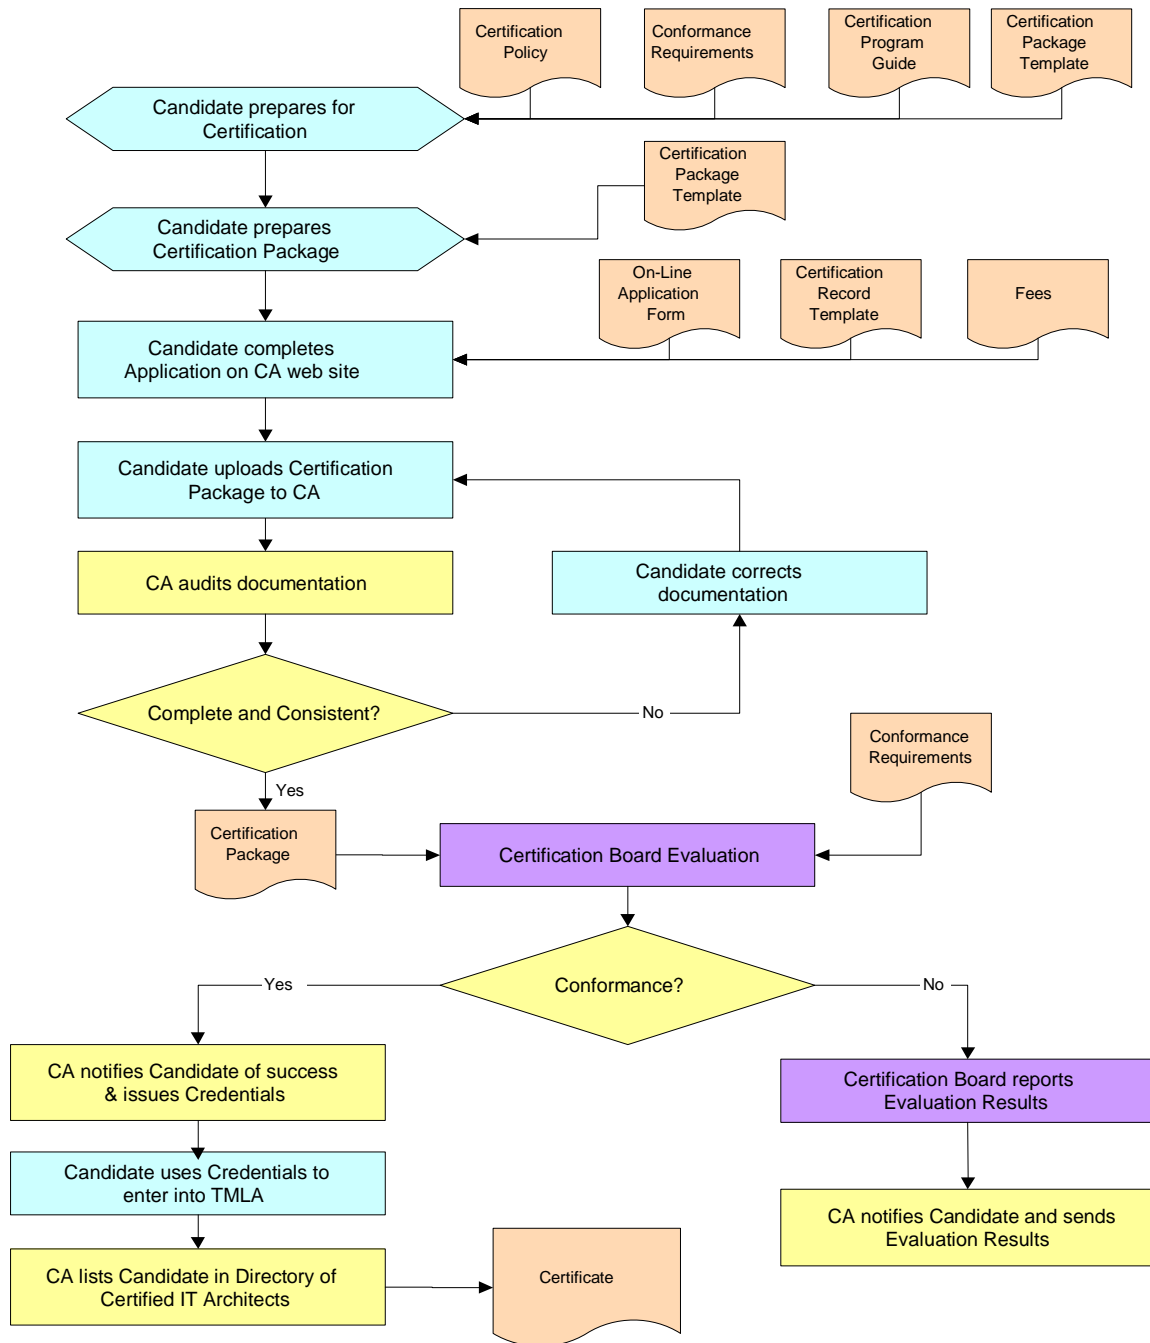 Certification
Policy
Conformance
Requirements
Certification
Program
Guide
Certification
Package
Template
Candidate prepares for
Certification
Certification
Package
Template
Candidate prepares
Certification Package
On-Line
Application
Form
Certification
Record
Template
Fees
Candidate completes
Application on CA web site
Candidate uploads Certification
Package to CA
CA audits documentation
Candidate corrects
documentation
Complete and Consistent?
No
Conformance
Requirements
Yes
Certification
Package
Certification Board Evaluation
Conformance?
Yes
No
CA notifies Candidate of success
& issues Credentials
Certification Board reports
Evaluation Results
Candidate uses Credentials to
enter into TMLA
CA notifies Candidate and sends
Evaluation Results
CA lists Candidate in Directory of
Certified IT Architects
Certificate